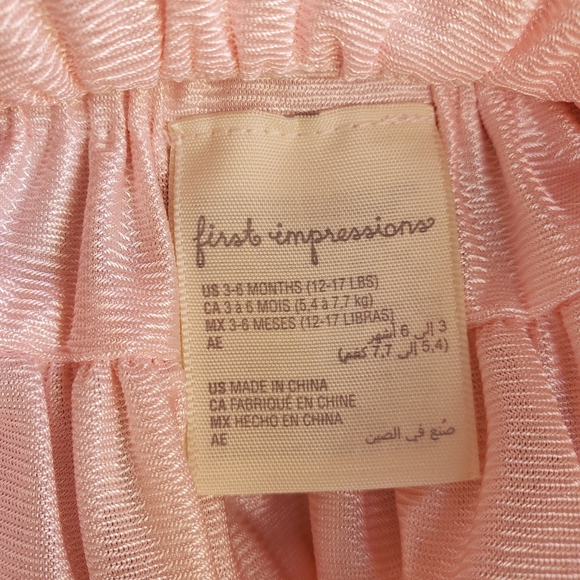 first impressions
US 3-6 MONTHS (12-17 LBS)
CA 3 à 6 MOIS (5,4 à 7,7 kg)
MX 3-6 MESES (12-17 LIBRAS)
AE 3 إلى 6 أشهر
(5,4 إلى 7,7 كغم)
US MADE IN CHINA
CA FABRIQUÉ EN CHINE
MX HECHO EN CHINA
AE صُنع في الصين